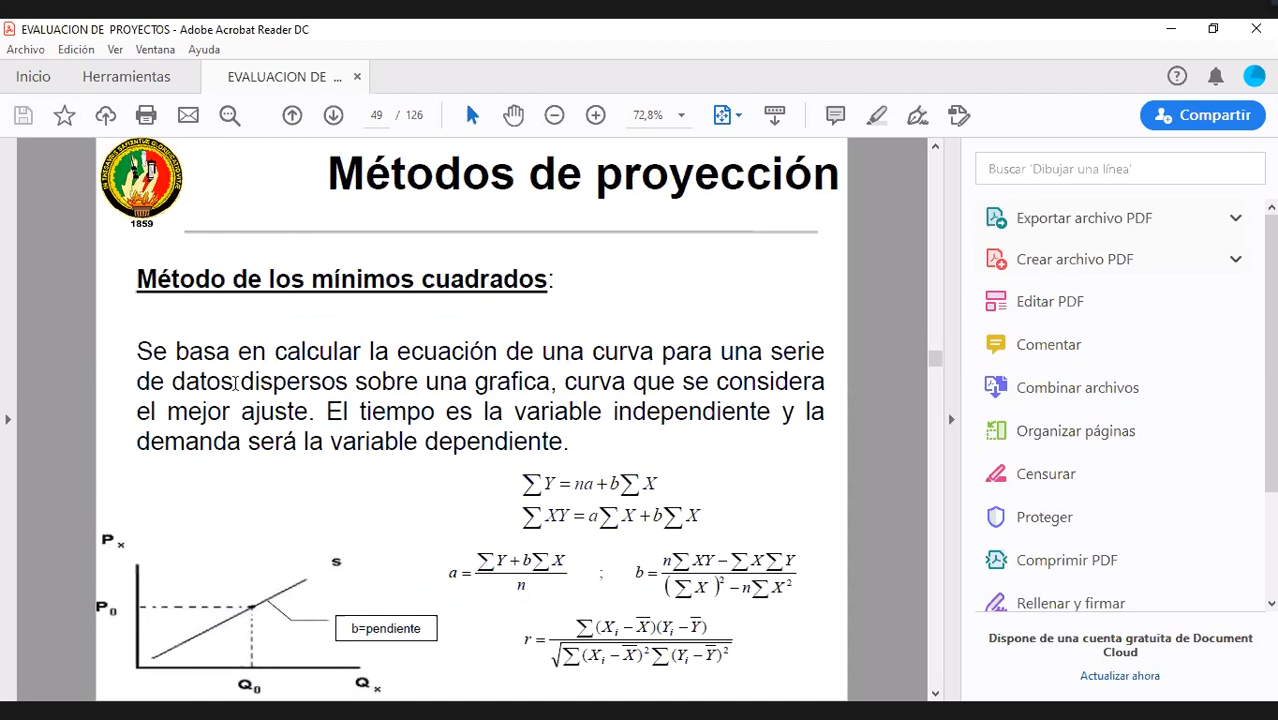 EVALUACION DE PROYECTOS - Adobe Acrobat Reader DC
Archivo Edición Ver Ventana Ayuda
Inicio Herramientas EVALUACION DE ... ×
49 / 126 72,8% Compartir
Métodos de proyección
1859
Método de los mínimos cuadrados:
Se basa en calcular la ecuación de una curva para una serie
de datos dispersos sobre una grafica, curva que se considera
el mejor ajuste. El tiempo es la variable independiente y la
demanda será la variable dependiente.
∑Y = na + b∑X
∑XY = a∑X + b∑X
a = (∑Y + b∑X) / n ; b = (n∑XY − ∑X∑Y) / ((∑X)² − n∑X²)
r = ∑(Xi − X̅)(Yi − Y̅) / √(∑(Xi − X̅)²∑(Yi − Y̅)²)
Px
s
P0
b=pendiente
Q0 Qx
Buscar 'Dibujar una línea'
Exportar archivo PDF
Crear archivo PDF
Editar PDF
Comentar
Combinar archivos
Organizar páginas
Censurar
Proteger
Comprimir PDF
Rellenar y firmar
Dispone de una cuenta gratuita de Document
Cloud
Actualizar ahora